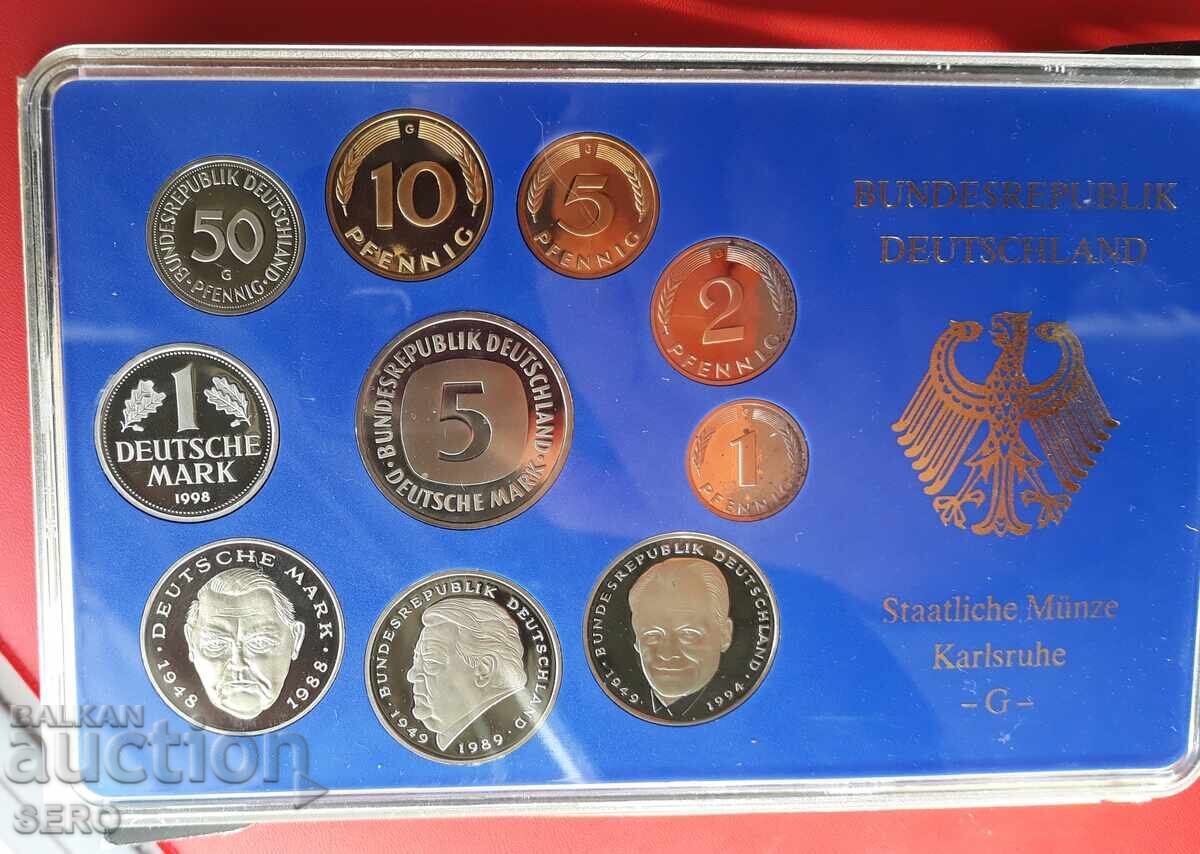 BUNDESREPUBLIK
DEUTSCHLAND
Staatliche Münze
Karlsruhe
-G-
·BUNDESREPUBLIK DEUTSCHLAND·
50
G
PFENNIG
G
10
PFENNIG
G
5
PFENNIG
2
PFENNIG
1
PFENNIG
1
DEUTSCHE
MARK
1998
·BUNDESREPUBLIK DEUTSCHLAND·
5
DEUTSCHE MARK
·DEUTSCHE MARK·
1948 1988
·BUNDESREPUBLIK DEUTSCHLAND·
1949 1989
·BUNDESREPUBLIK DEUTSCHLAND·
1949 · 1994
BALKAN
auction
SERO